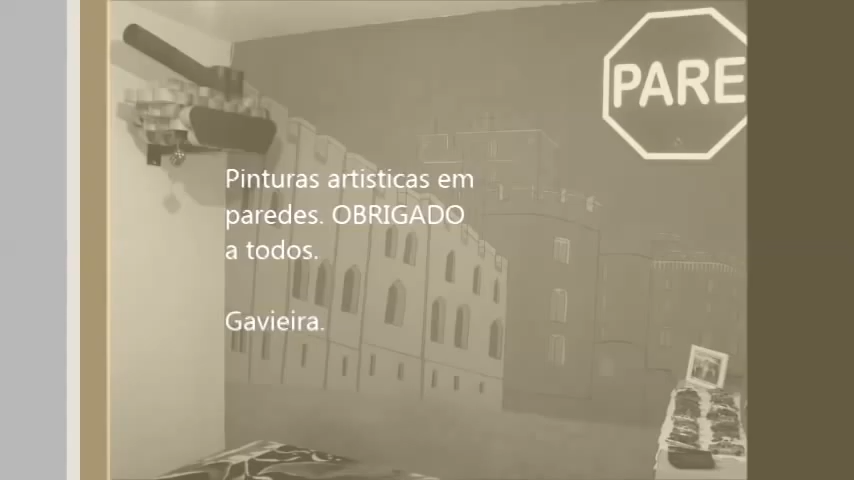 PARE
Pinturas artisticas em
paredes. OBRIGADO
a todos.
Gavieira.